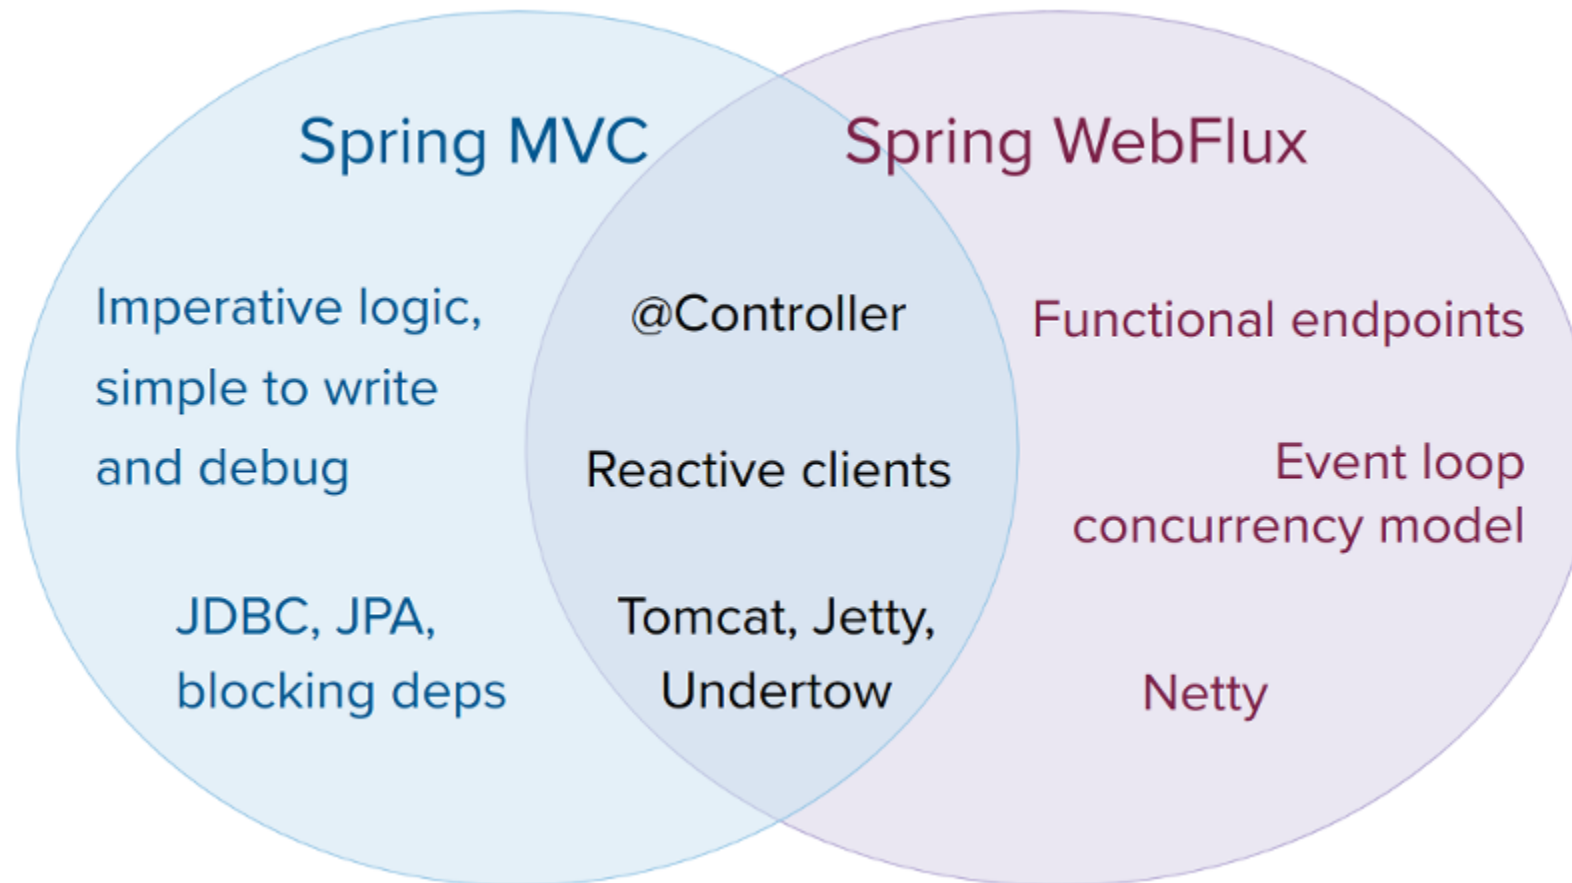 Spring MVC
Imperative logic,
simple to write
and debug
JDBC, JPA,
blocking deps
@Controller
Reactive clients
Tomcat, Jetty,
Undertow
Spring WebFlux
Functional endpoints
Event loop
concurrency model
Netty